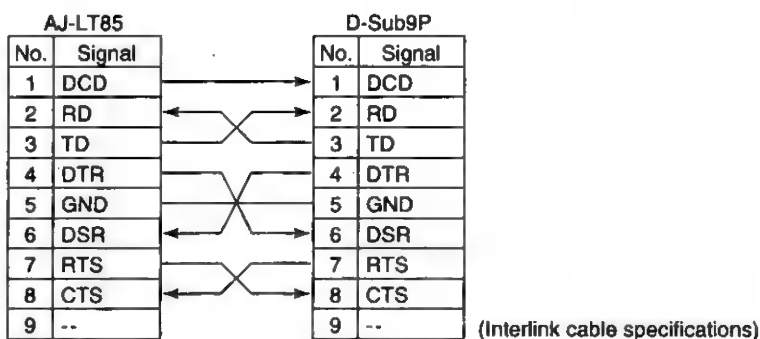 AJ-LT85 D-Sub9P
No. Signal No. Signal
1 DCD 1 DCD
2 RD 2 RD
3 TD 3 TD
4 DTR 4 DTR
5 GND 5 GND
6 DSR 6 DSR
7 RTS 7 RTS
8 CTS 8 CTS
9 -- 9 -- (Interlink cable specifications)